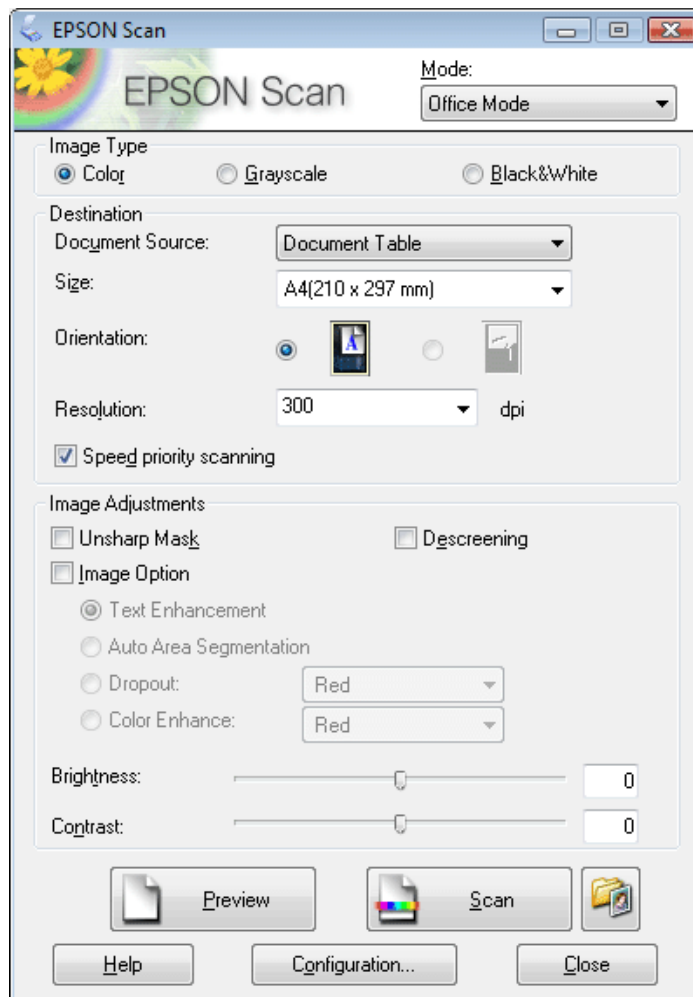 EPSON Scan
EPSON Scan
Mode:
Office Mode
Image Type
Color
Grayscale
Black&White
Destination
Document Source:
Document Table
Size:
A4(210 x 297 mm)
Orientation:
A
Resolution:
300
dpi
Speed priority scanning
Image Adjustments
Unsharp Mask
Descreening
Image Option
Text Enhancement
Auto Area Segmentation
Dropout:
Red
Color Enhance:
Red
Brightness:
0
Contrast:
0
Preview
Scan
Help
Configuration...
Close